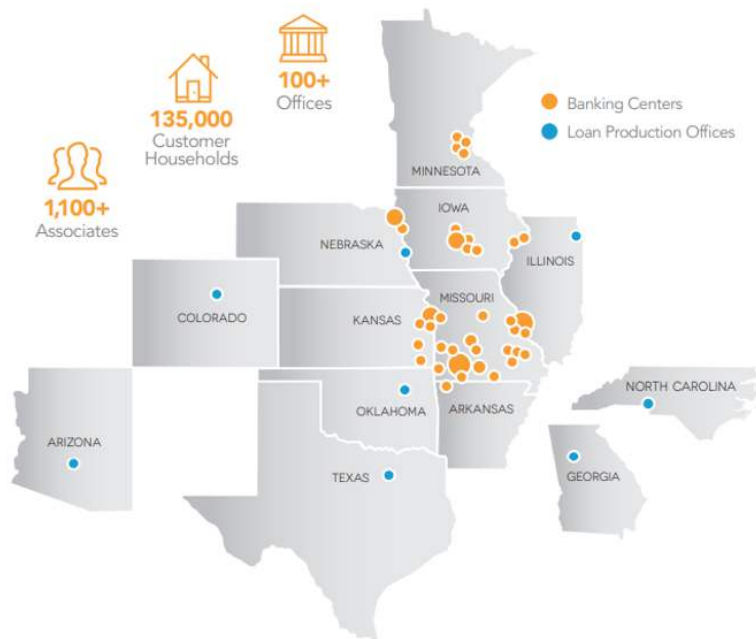 100+
Offices
135,000
Customer
Households
1,100+
Associates
Banking Centers
Loan Production Offices
MINNESOTA
IOWA
NEBRASKA
ILLINOIS
COLORADO
KANSAS
MISSOURI
OKLAHOMA
ARKANSAS
NORTH CAROLINA
ARIZONA
TEXAS
GEORGIA